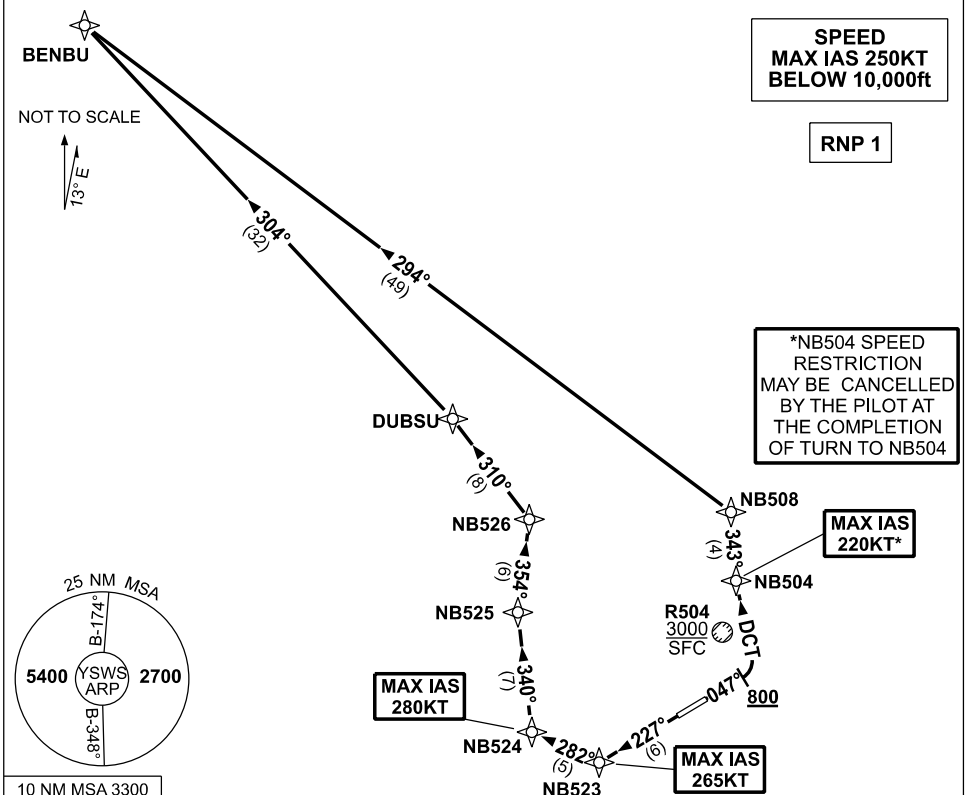 BENBU
SPEED
MAX IAS 250KT
BELOW 10,000ft
NOT TO SCALE
13° E
RNP 1
304°
(32)
294°
(49)
*NB504 SPEED
RESTRICTION
MAY BE CANCELLED
BY THE PILOT AT
THE COMPLETION
OF TURN TO NB504
DUBSU
310°
(8)
NB508
NB526
MAX IAS
220KT*
343°
(4)
NB504
354°
(6)
NB525
R504
3000
SFC
DCT
25 NM MSA
B-174°
5400
YSWS
ARP
2700
B-348°
340°
(7)
047°
800
MAX IAS
280KT
227°
(6)
NB524
282°
(5)
NB523
MAX IAS
265KT
10 NM MSA 3300